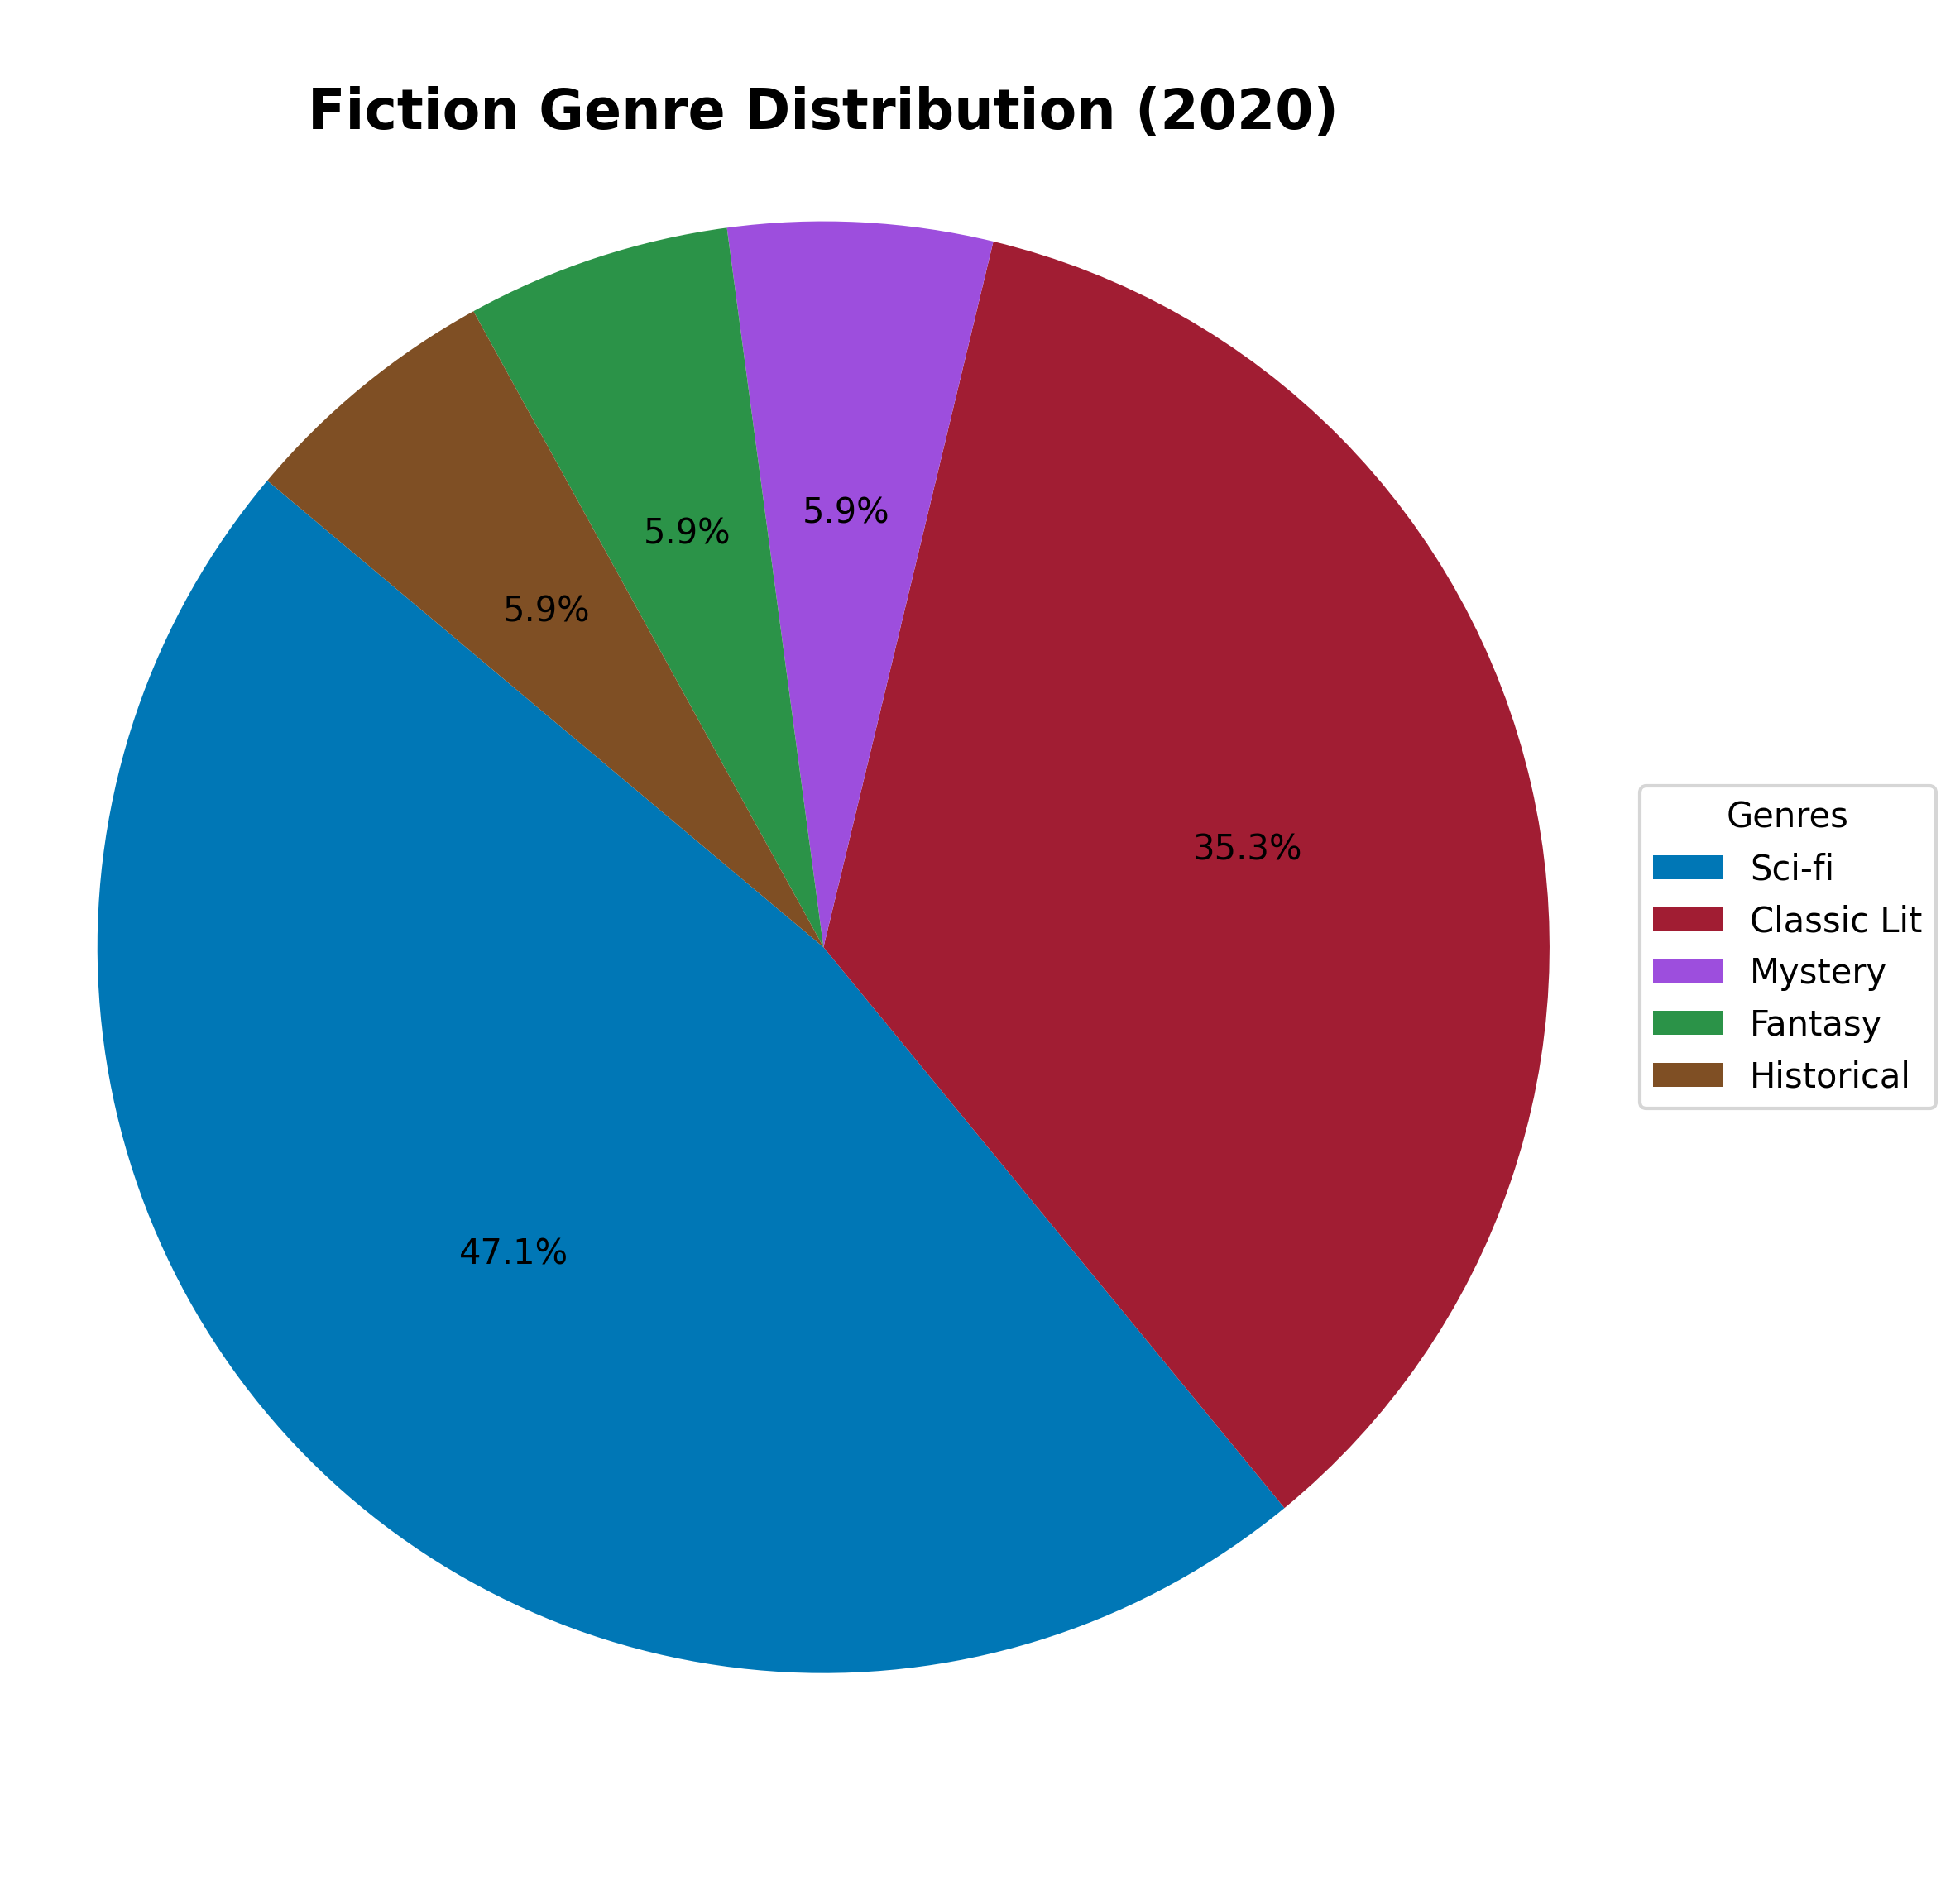 Fiction Genre Distribution (2020)
5.9%
5.9%
5.9%
35.3%
47.1%
Genres
Sci-fi
Classic Lit
Mystery
Fantasy
Historical